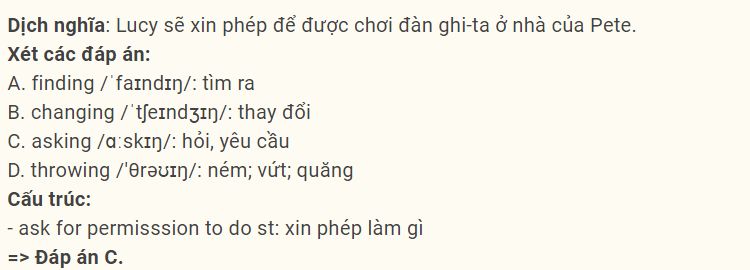 Dịch nghĩa: Lucy sẽ xin phép để được chơi đàn ghi-ta ở nhà của Pete.
Xét các đáp án:
A. finding /ˈfaɪndɪŋ/: tìm ra
B. changing /ˈtʃeɪndʒɪŋ/: thay đổi
C. asking /ɑːskɪŋ/: hỏi, yêu cầu
D. throwing /'θrəʊɪŋ/: ném; vứt; quăng
Cấu trúc:
- ask for permisssion to do st: xin phép làm gì
=> Đáp án C.